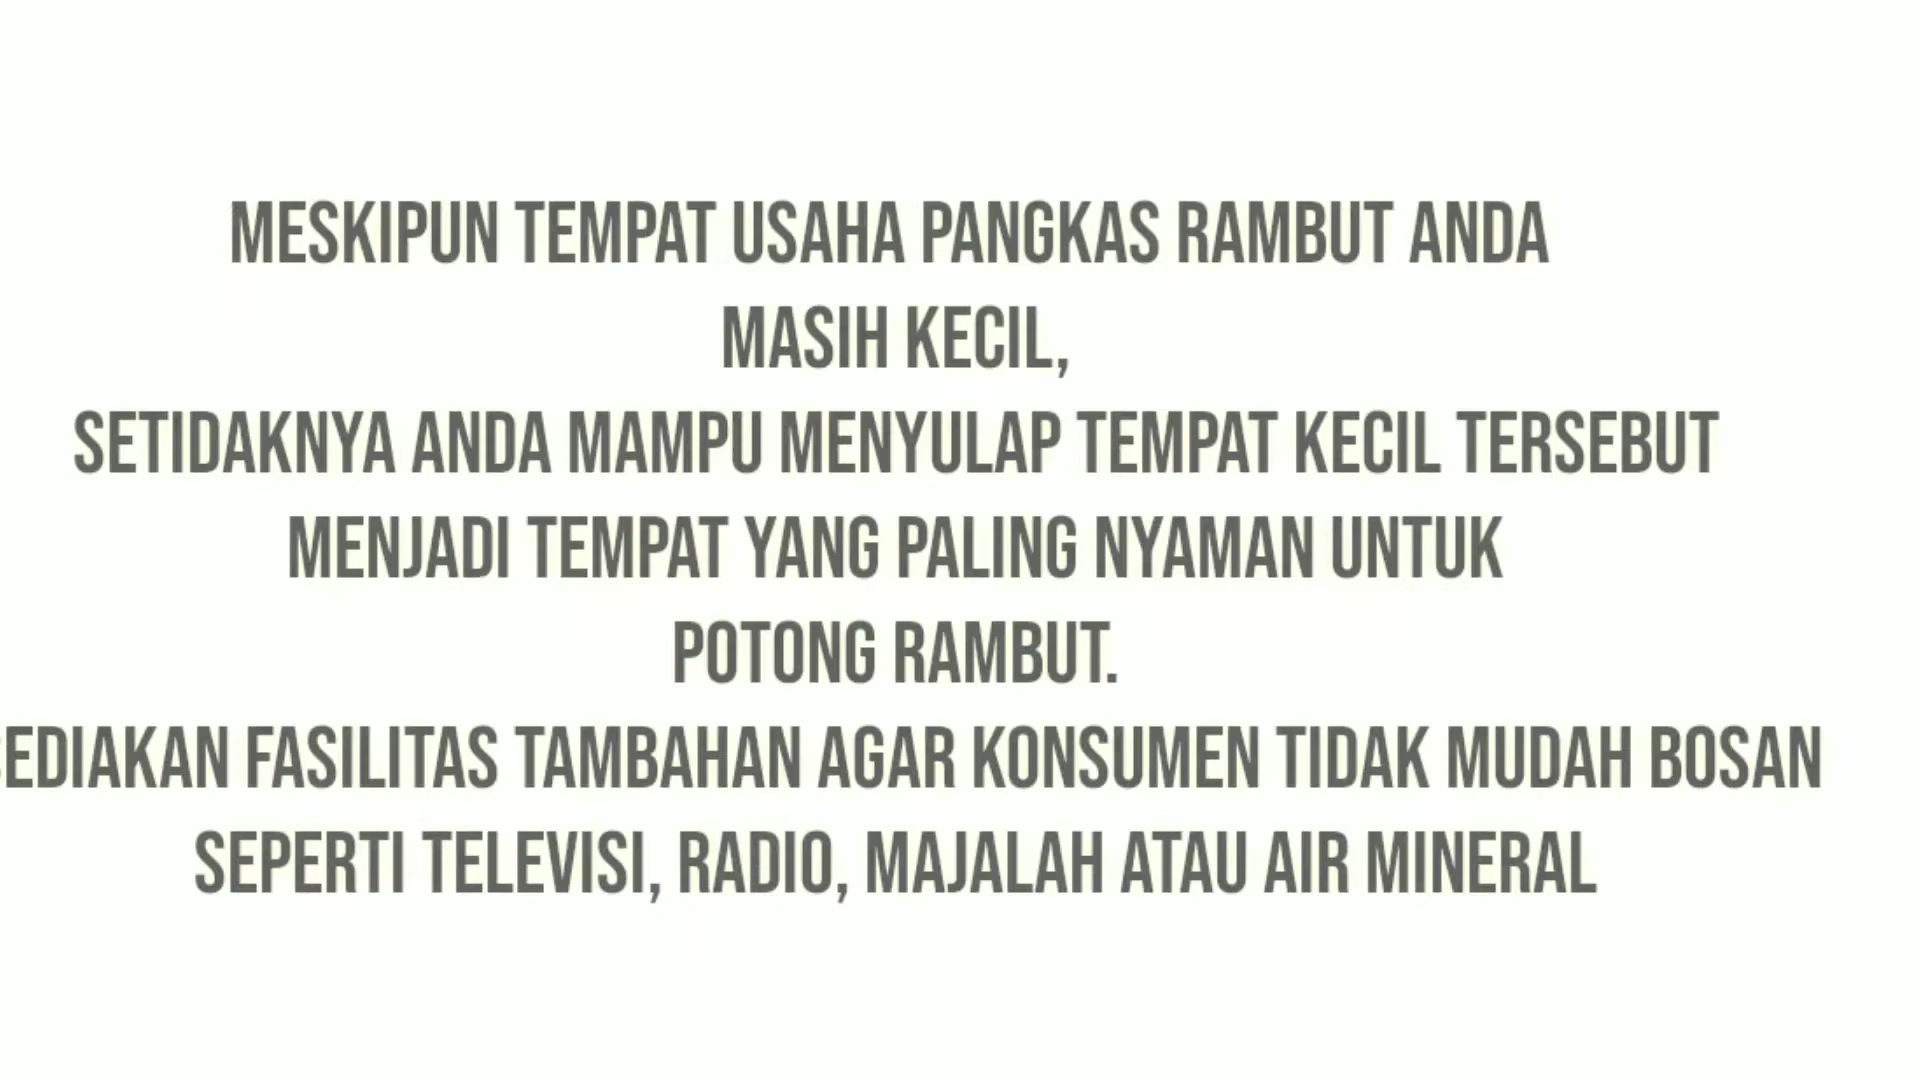 MESKIPUN TEMPAT USAHA PANGKAS RAMBUT ANDA
MASIH KECIL,
SETIDAKNYA ANDA MAMPU MENYULAP TEMPAT KECIL TERSEBUT
MENJADI TEMPAT YANG PALING NYAMAN UNTUK
POTONG RAMBUT.
SEDIAKAN FASILITAS TAMBAHAN AGAR KONSUMEN TIDAK MUDAH BOSAN
SEPERTI TELEVISI, RADIO, MAJALAH ATAU AIR MINERAL